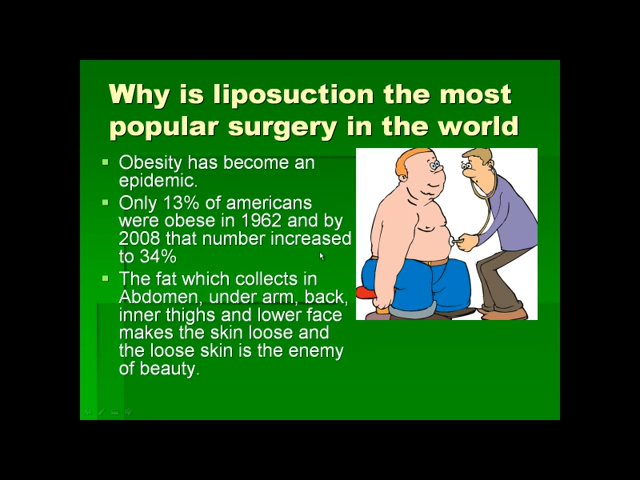 Why is liposuction the most
popular surgery in the world
Obesity has become an
epidemic.
Only 13% of americans
were obese in 1962 and by
2008 that number increased
to 34%
The fat which collects in
Abdomen, under arm, back,
inner thighs and lower face
makes the skin loose and
the loose skin is the enemy
of beauty.